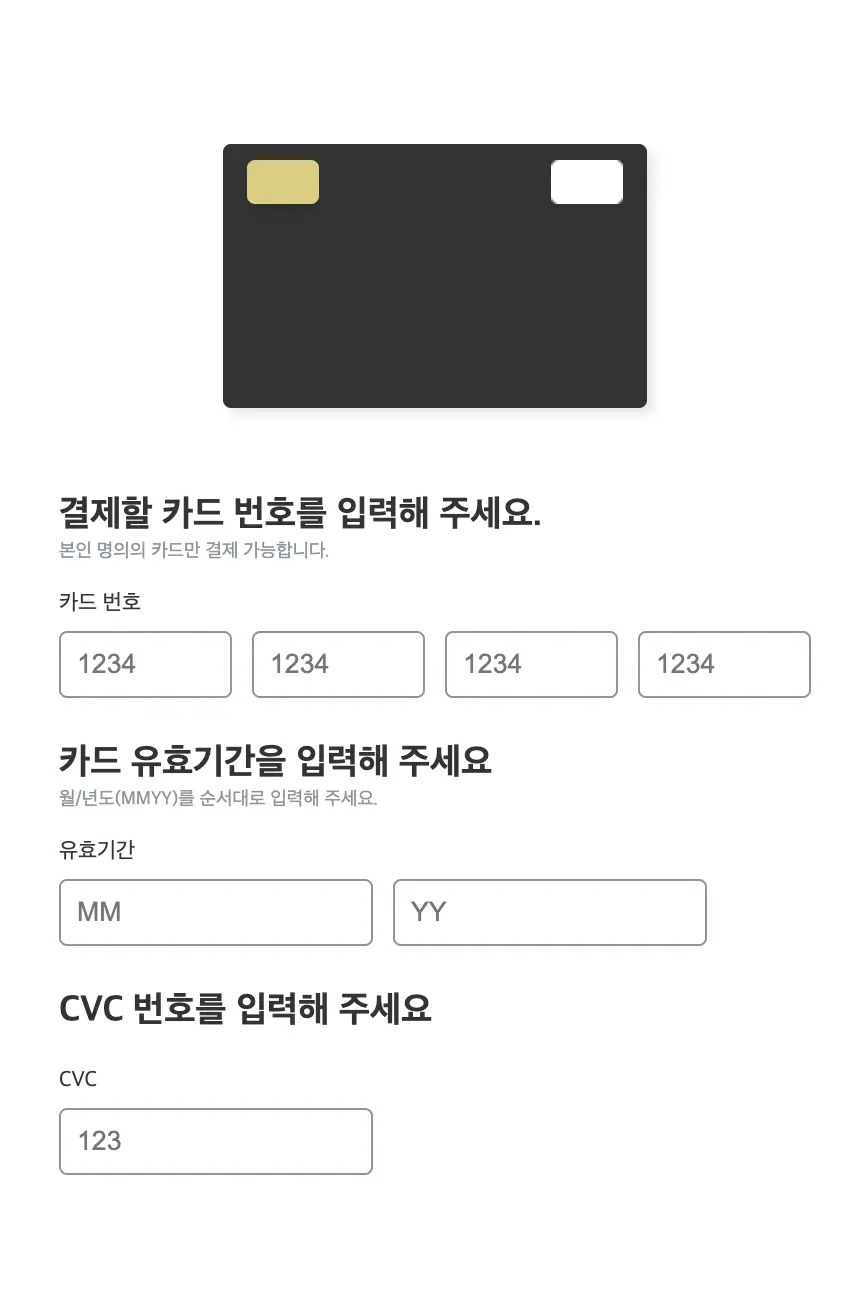 결제할 카드 번호를 입력해 주세요.
본인 명의의 카드만 결제 가능합니다.
카드 번호
1234 1234 1234 1234
카드 유효기간을 입력해 주세요
월/년도(MMYY)를 순서대로 입력해 주세요.
유효기간
MM YY
CVC 번호를 입력해 주세요
CVC
123